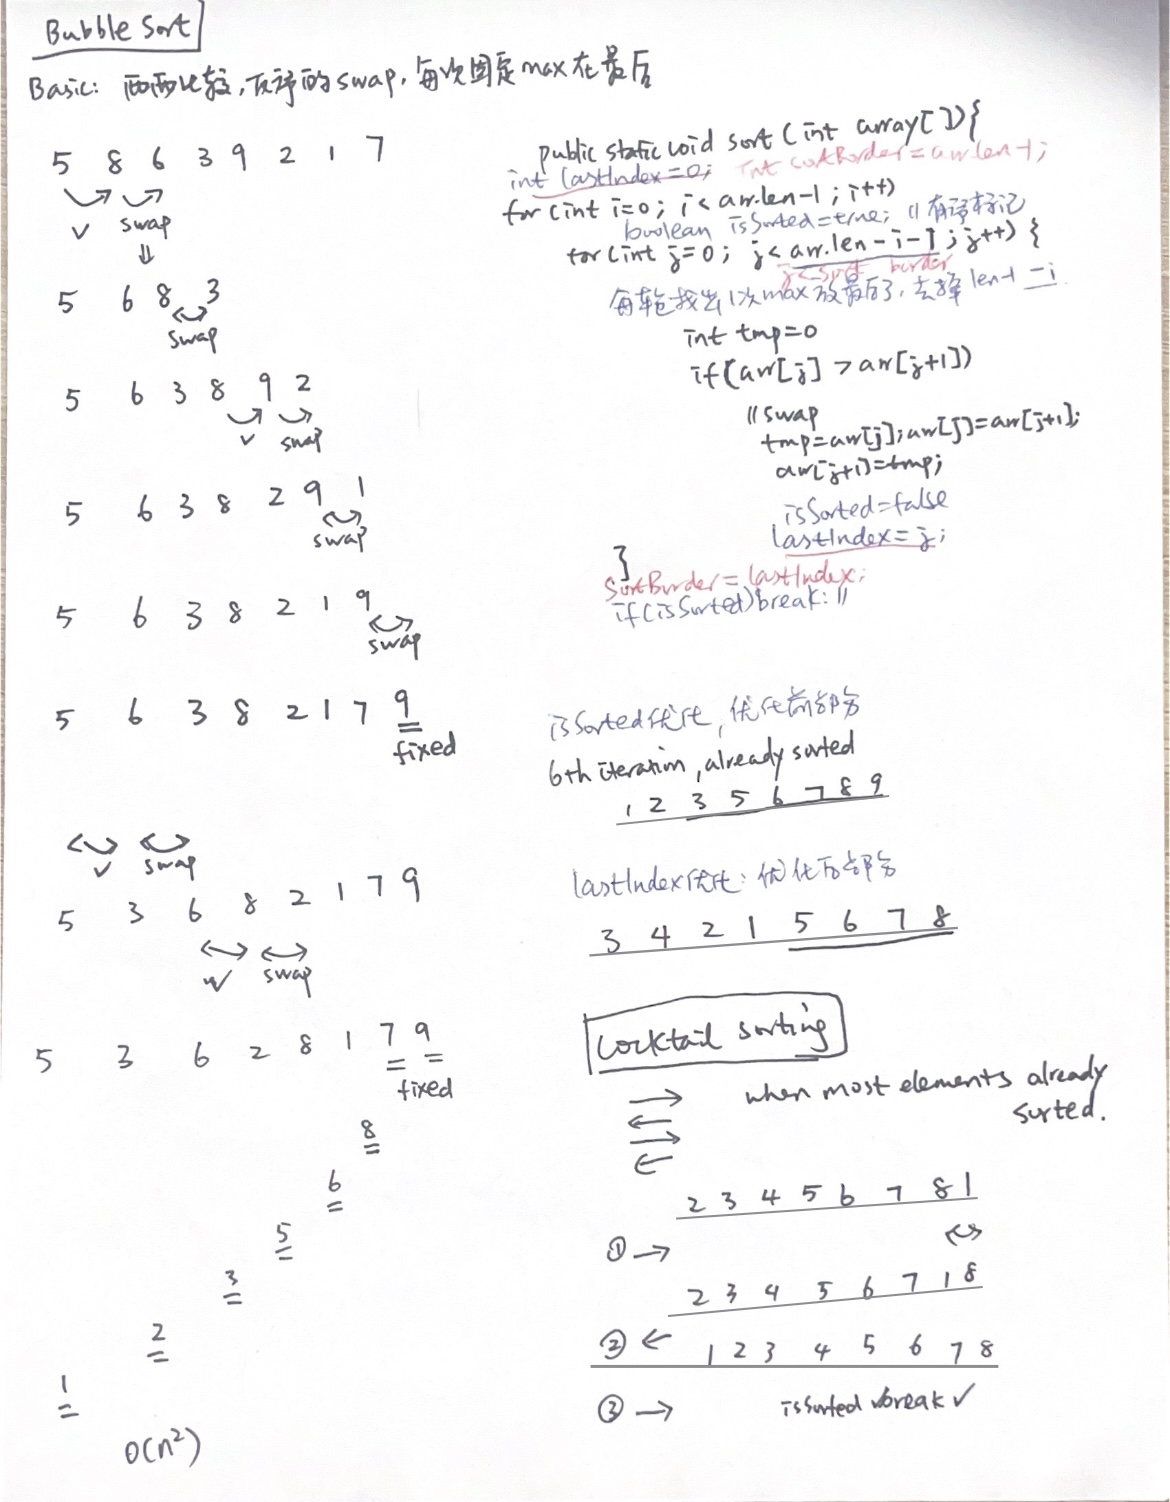 Bubble Sort
Basic: 两两比较,反序的swap,每次固定max在最后
5 8 6 3 9 2 1 7
v swap
⇓
5 6 8 3
swap
5 6 3 8 9 2
v swap
5 6 3 8 2 9 1
swap
5 6 3 8 2 1 9
swap
5 6 3 8 2 1 7 9
fixed
v swap
5 3 6 8 2 1 7 9
v swap
5 3 6 2 8 1 7 9
fixed
8
6
5
3
2
1
O(n²)
public static void sort (int array[]){
int lastIndex=0; int sortBorder=arr.len-1;
for (int i=0; i<arr.len-1; i++)
boolean isSorted=true; // 有序标记
for(int j=0; j<arr.len-i-1; j++) {
j<sort border
每轮找出1次max放最后了,去掉len-1-i
int tmp=0
if(arr[j] > arr[j+1])
//swap
tmp=arr[j];arr[j]=arr[j+1];
arr[j+1]=tmp;
isSorted=false
lastIndex=j;
}
SortBorder=lastIndex;
if(isSorted)break; //
isSorted优化,优化前部分
6th iteration, already sorted
1 2 3 5 6 7 8 9
lastIndex优化:优化后部分
3 4 2 1 5 6 7 8
Cocktail sorting
→ when most elements already
← sorted.
→
←
2 3 4 5 6 7 8 1
① →
2 3 4 5 6 7 1 8
② ← 1 2 3 4 5 6 7 8
③ → isSorted break ✓